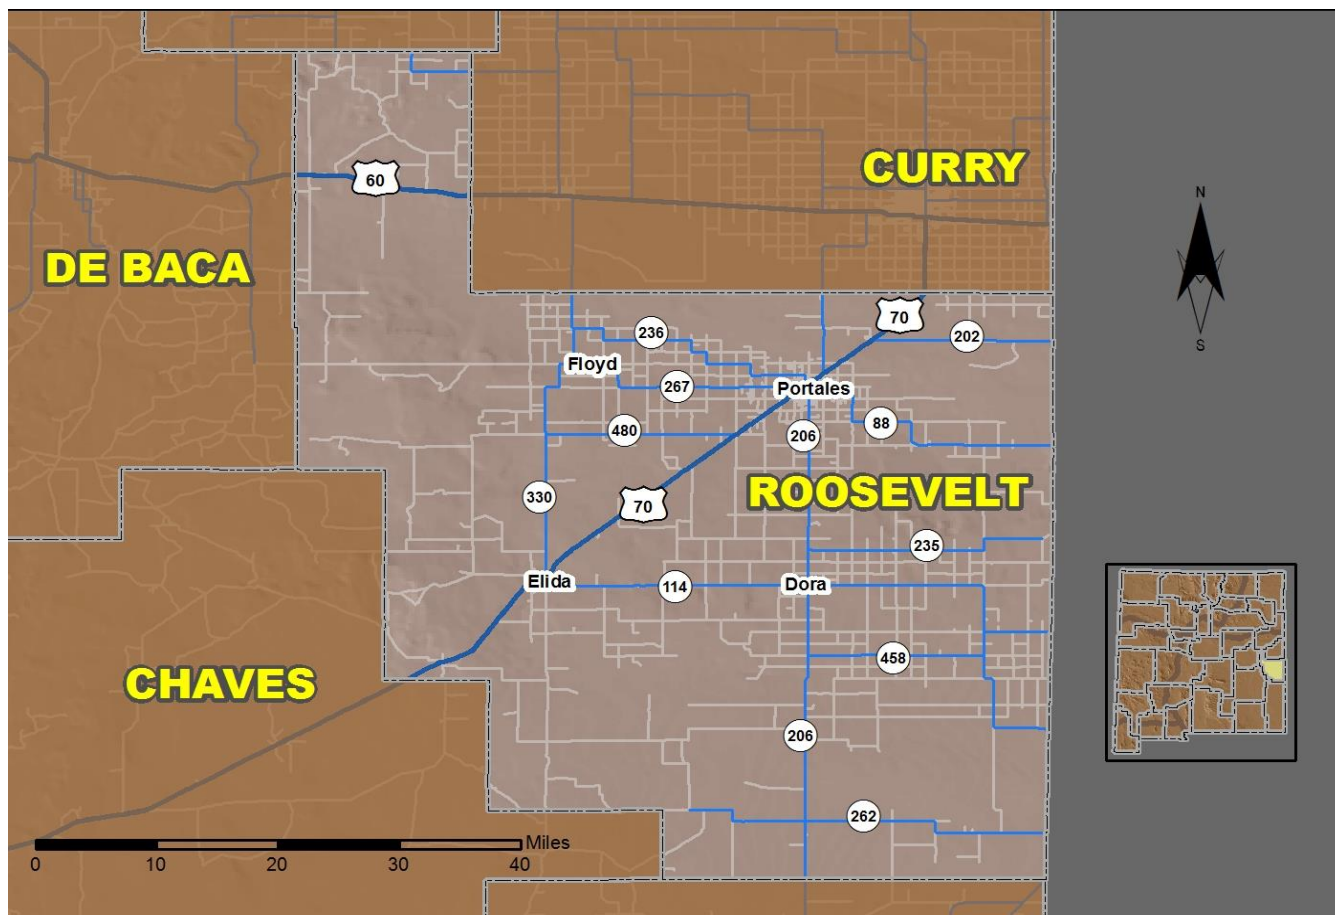 N
CURRY
60
DE BACA
70
S
236
202
Floyd
267
Portales
88
480
206
ROOSEVELT
330
70
235
Elida
114
Dora
458
CHAVES
206
262
Miles
0 10 20 30 40